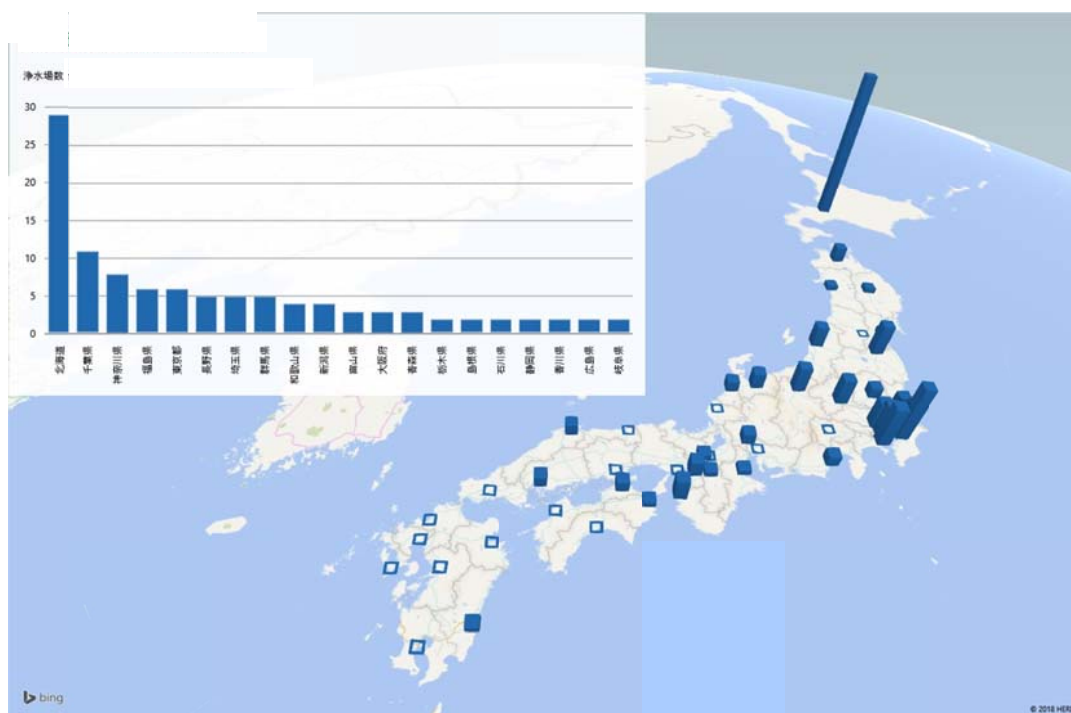 浄水場数
30
25
20
15
10
5
0
北海道
千葉県
神奈川県
福島県
東京都
長野県
埼玉県
群馬県
和歌山県
新潟県
富山県
大阪府
青森県
栃木県
島根県
石川県
静岡県
香川県
広島県
岐阜県
bing
© 2018 HERE